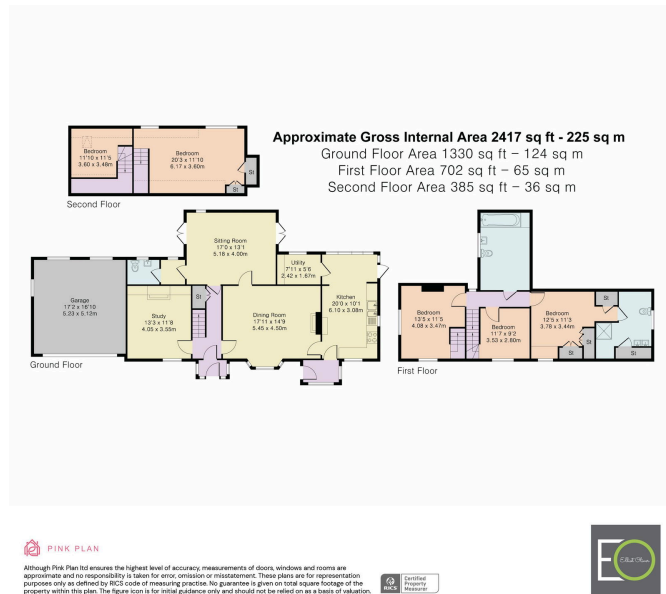 Approximate Gross Internal Area 2417 sq ft - 225 sq m
Ground Floor Area 1330 sq ft – 124 sq m
First Floor Area 702 sq ft – 65 sq m
Second Floor Area 385 sq ft – 36 sq m
Bedroom
11'10 x 11'5
3.60 x 3.48m
Bedroom
20'3 x 11'10
6.17 x 3.60m
St
St
Second Floor
Sitting Room
17'0 x 13'1
5.18 x 4.00m
Utility
7'11 x 5'6
2.42 x 1.67m
Garage
17'2 x 16'10
5.23 x 5.12m
Study
13'3 x 11'8
4.05 x 3.55m
St
Dining Room
17'11 x 14'9
5.45 x 4.50m
Kitchen
20'0 x 10'1
6.10 x 3.08m
Ground Floor
Bedroom
13'5 x 11'5
4.08 x 3.47m
Bedroom
11'7 x 9'2
3.53 x 2.80m
Bedroom
12'5 x 11'3
3.78 x 3.44m
St
St
St
St
First Floor
PINK PLAN
Although Pink Plan ltd ensures the highest level of accuracy, measurements of doors, windows and rooms are
approximate and no responsibility is taken for error, omission or misstatement. These plans are for representation
purposes only as defined by RICS code of measuring practise. No guarantee is given on total square footage of the
property within this plan. The figure icon is for initial guidance only and should not be relied on as a basis of valuation.
RICS
Certified
Property
Measurer
EO